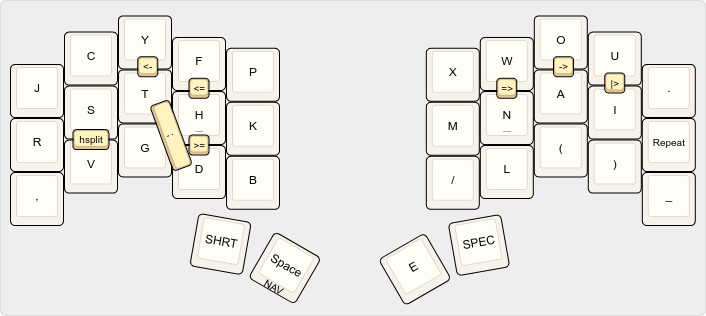 Y
O
C
F
W
U
<-
->
P
X
J
<=
=>
|>
.
T
A
S
H
N
I
_
_
K
M
R
hsplit
Repeat
>=
G
(
V
D
L
)
B
/
,
_
SHRT
SPEC
Space
NAV
E